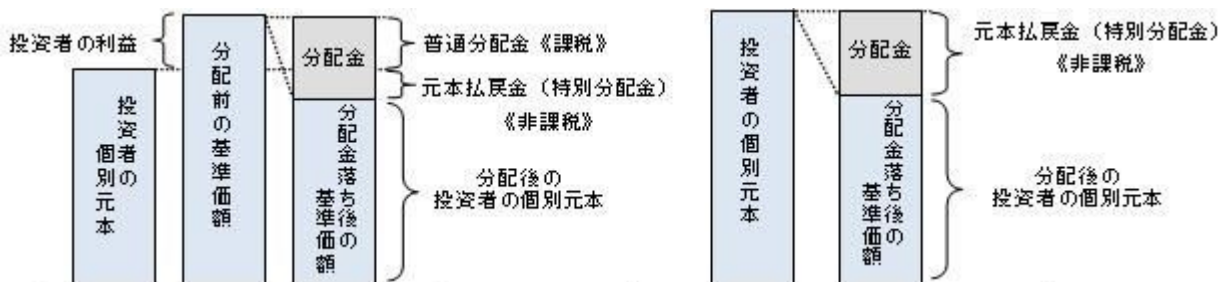 投資者の利益
投資者の
個別元本
分配前の基準価額
分配金
分配金落ち後の
基準価額
普通分配金《課税》
元本払戻金（特別分配金）
《非課税》
分配後の
投資者の個別元本
投資者の個別元本
分配金
分配金落ち後の
基準価額
元本払戻金（特別分配金）
《非課税》
分配後の
投資者の個別元本